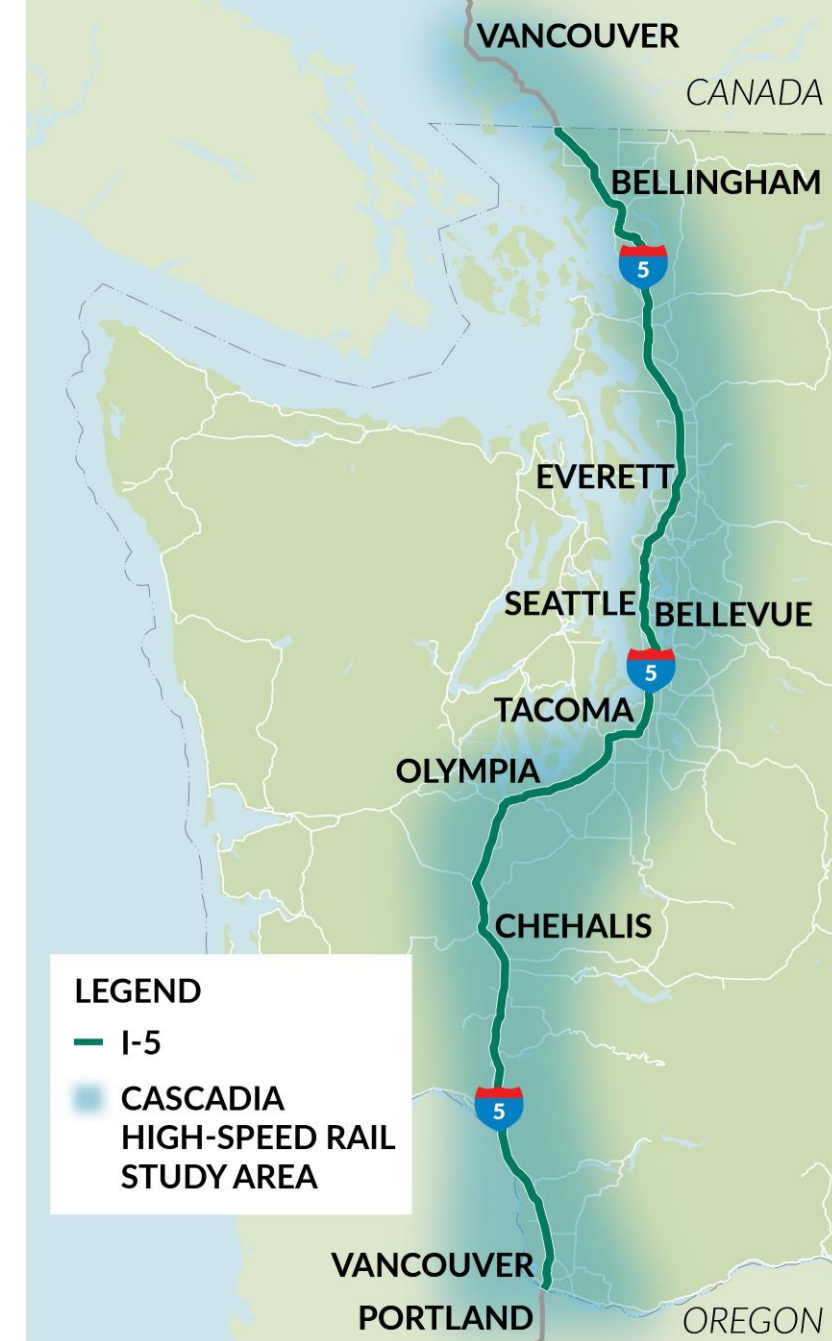 VANCOUVER
CANADA
BELLINGHAM
5
EVERETT
SEATTLE
BELLEVUE
5
TACOMA
OLYMPIA
CHEHALIS
LEGEND
I-5
CASCADIA
HIGH-SPEED RAIL
STUDY AREA
5
VANCOUVER
PORTLAND
OREGON